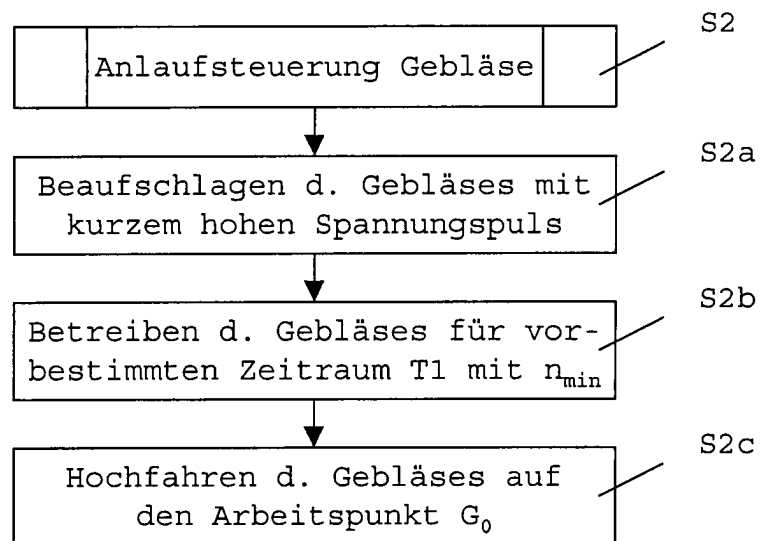 S2
Anlaufsteuerung Gebläse
S2a
Beaufschlagen d. Gebläses mit
kurzem hohen Spannungspuls
S2b
Betreiben d. Gebläses für vor-
bestimmten Zeitraum T1 mit n_min
S2c
Hochfahren d. Gebläses auf
den Arbeitspunkt G₀